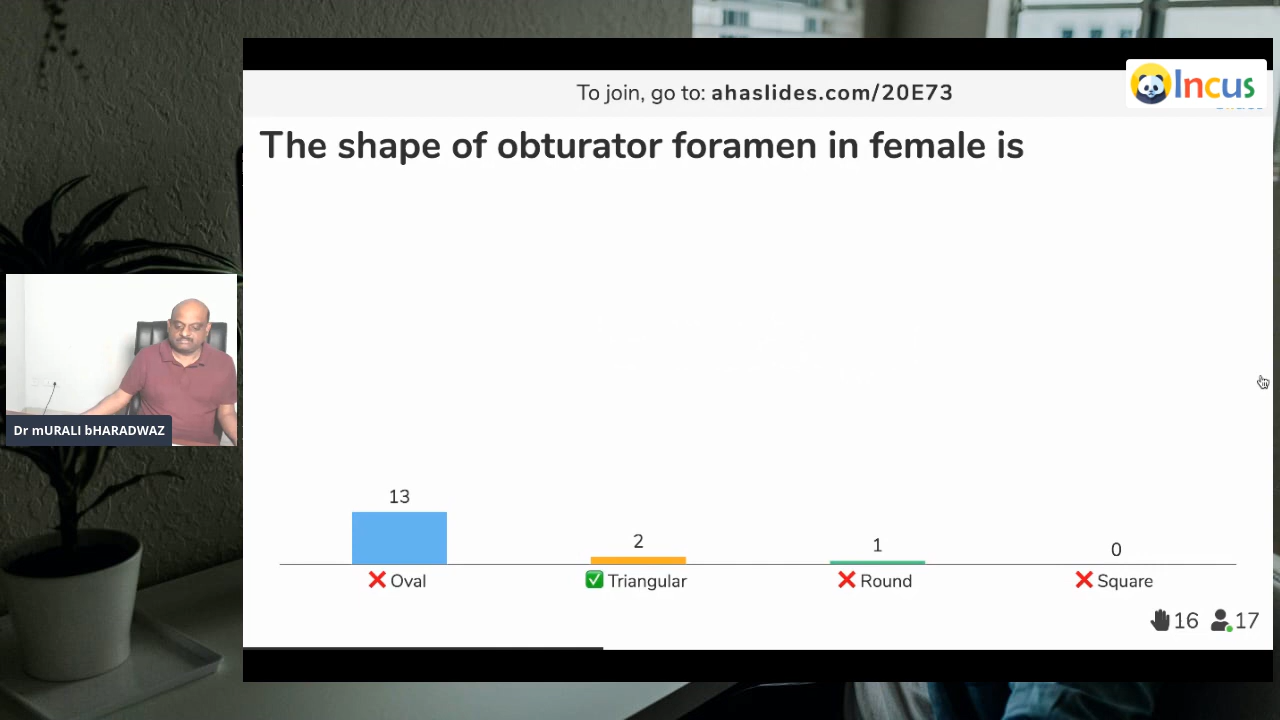 To join, go to: ahaslides.com/20E73
Incus
The shape of obturator foramen in female is
Dr mURALI bHARADWAZ
13
2
1
0
❌ Oval
✅ Triangular
❌ Round
❌ Square
16 17